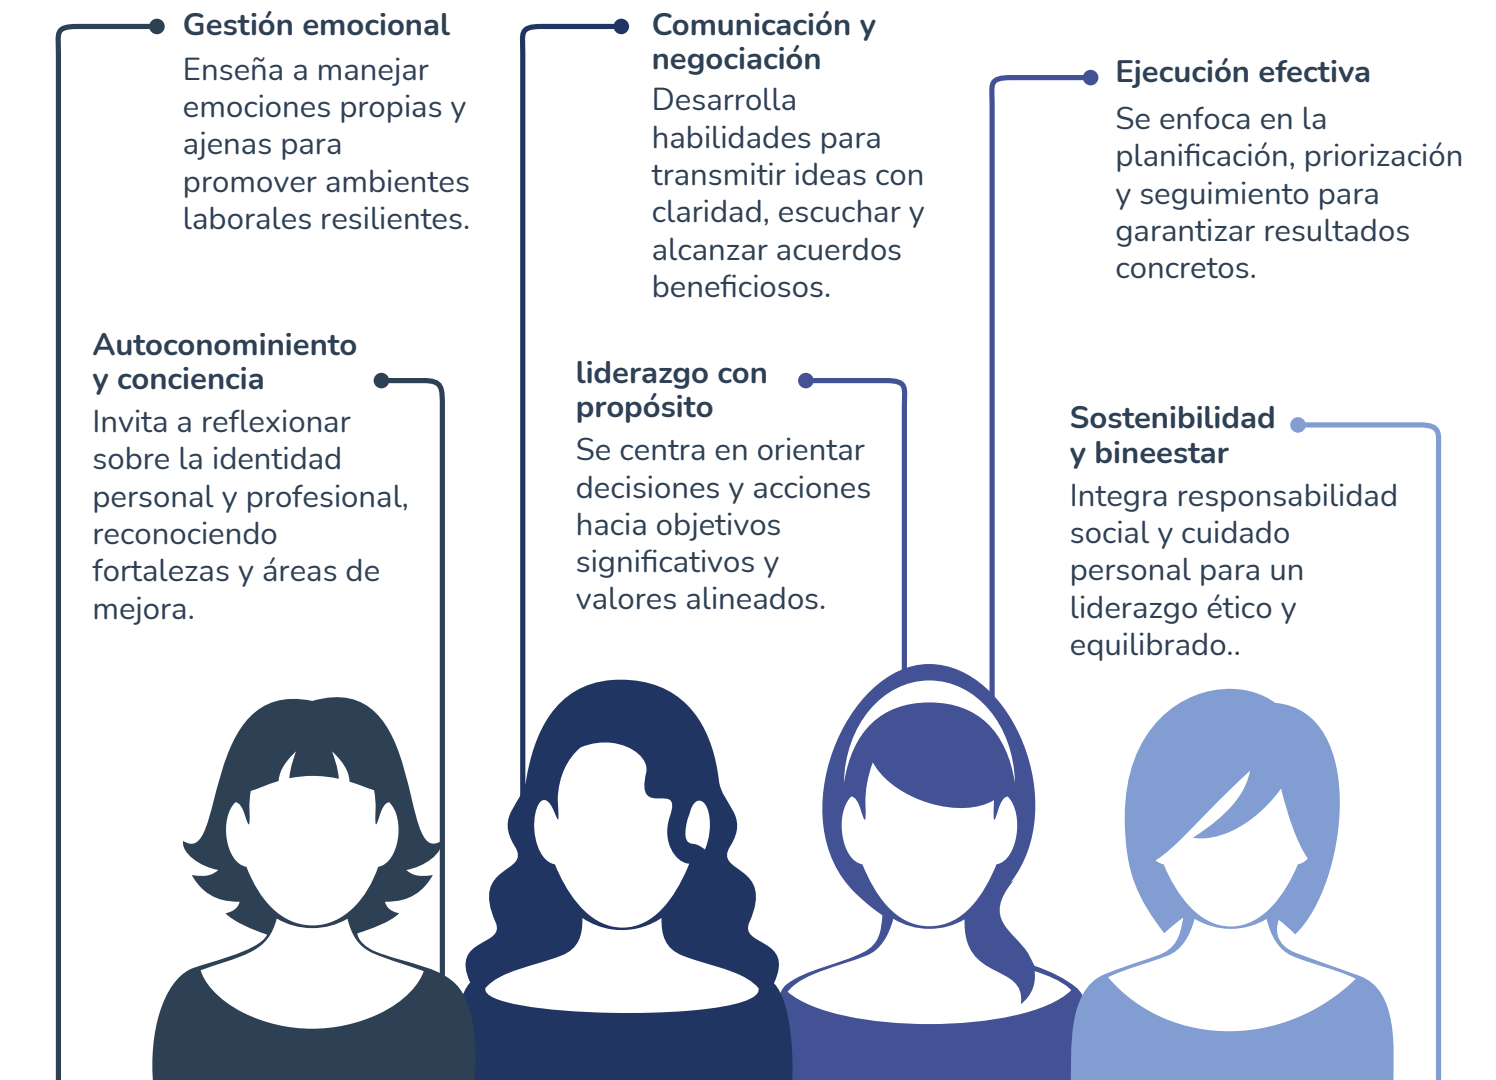 Gestión emocional
Enseña a manejar
emociones propias y
ajenas para
promover ambientes
laborales resilientes.
Comunicación y
negociación
Desarrolla
habilidades para
transmitir ideas con
claridad, escuchar y
alcanzar acuerdos
beneficiosos.
Ejecución efectiva
Se enfoca en la
planificación, priorización
y seguimiento para
garantizar resultados
concretos.
Autoconominiento
y conciencia
Invita a reflexionar
sobre la identidad
personal y profesional,
reconociendo
fortalezas y áreas de
mejora.
liderazgo con
propósito
Se centra en orientar
decisiones y acciones
hacia objetivos
significativos y
valores alineados.
Sostenibilidad
y bineestar
Integra responsabilidad
social y cuidado
personal para un
liderazgo ético y
equilibrado..